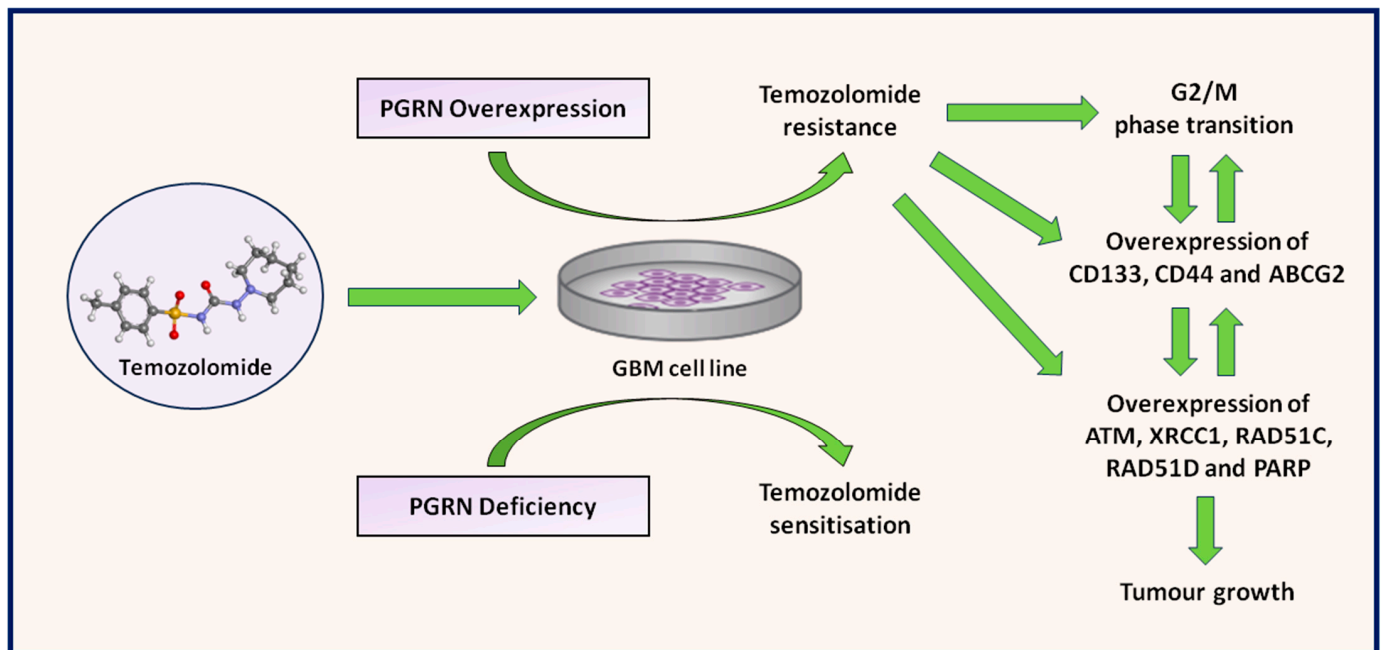 PGRN Overexpression
Temozolomide
resistance
G2/M
phase transition
Temozolomide
GBM cell line
Overexpression of
CD133, CD44 and ABCG2
Overexpression of
ATM, XRCC1, RAD51C,
RAD51D and PARP
PGRN Deficiency
Temozolomide
sensitisation
Tumour growth